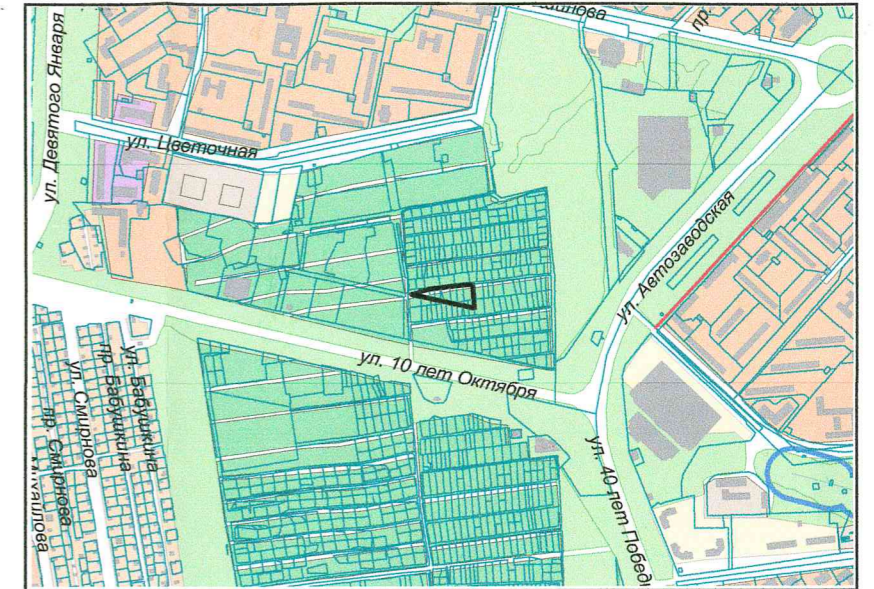 пр.
ул. Девятого Января
ул. Цветочная
ул. Автозаводская
ул. 10 лет Октября
ул. Бабушкина
пр. Бабушкина
ул. Смирнова
пр. Смирнова
ул. 40 лет Побед